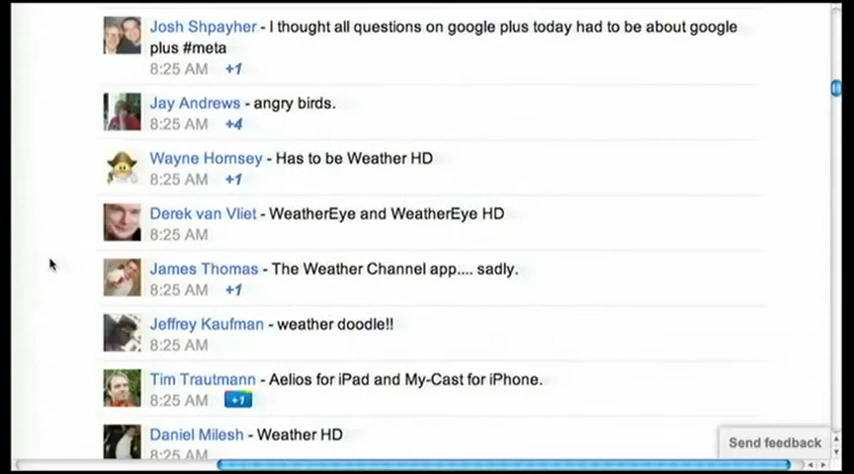 Josh Shpayher - I thought all questions on google plus today had to be about google
plus #meta
8:25 AM +1
Jay Andrews - angry birds.
8:25 AM +4
Wayne Hornsey - Has to be Weather HD
8:25 AM +1
Derek van Vliet - WeatherEye and WeatherEye HD
8:25 AM
James Thomas - The Weather Channel app.... sadly.
8:25 AM +1
Jeffrey Kaufman - weather doodle!!
8:25 AM
Tim Trautmann - Aelios for iPad and My-Cast for iPhone.
8:25 AM +1
Daniel Milesh - Weather HD
8:25 AM
Send feedback